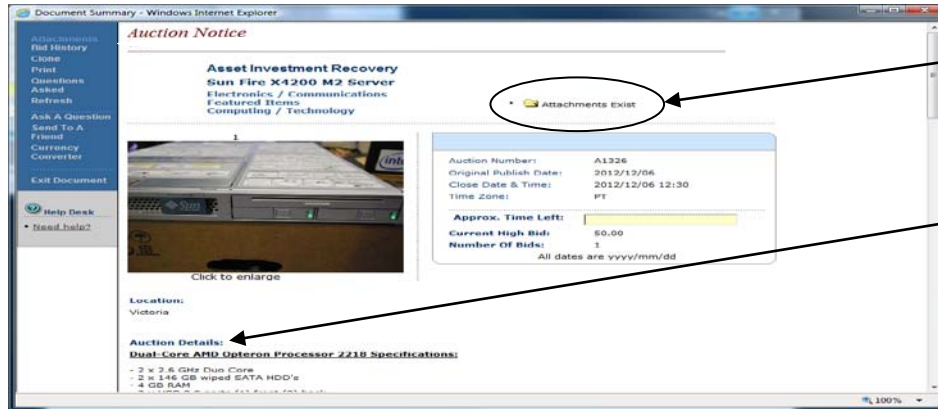 Document Summary - Windows Internet Explorer
Attachments
Bid History
Clone
Print
Questions
Asked
Refresh
Ask A Question
Send To A
Friend
Currency
Converter
Exit Document
Help Desk
Need help?
Auction Notice
Asset Investment Recovery
Sun Fire X4200 M2 Server
Electronics / Communications
Featured Items
Computing / Technology
Attachments Exist
1
Sun
Click to enlarge
Auction Number: A1326
Original Publish Date: 2012/12/06
Close Date & Time: 2012/12/06 12:30
Time Zone: PT
Approx. Time Left:
Current High Bid: 50.00
Number Of Bids: 1
All dates are yyyy/mm/dd
Location:
Victoria
Auction Details:
Dual-Core AMD Opteron Processor 2218 Specifications:
- 2 x 2.6 GHz Duo Core
- 2 x 146 GB wiped SATA HDD's
- 4 GB RAM
100%